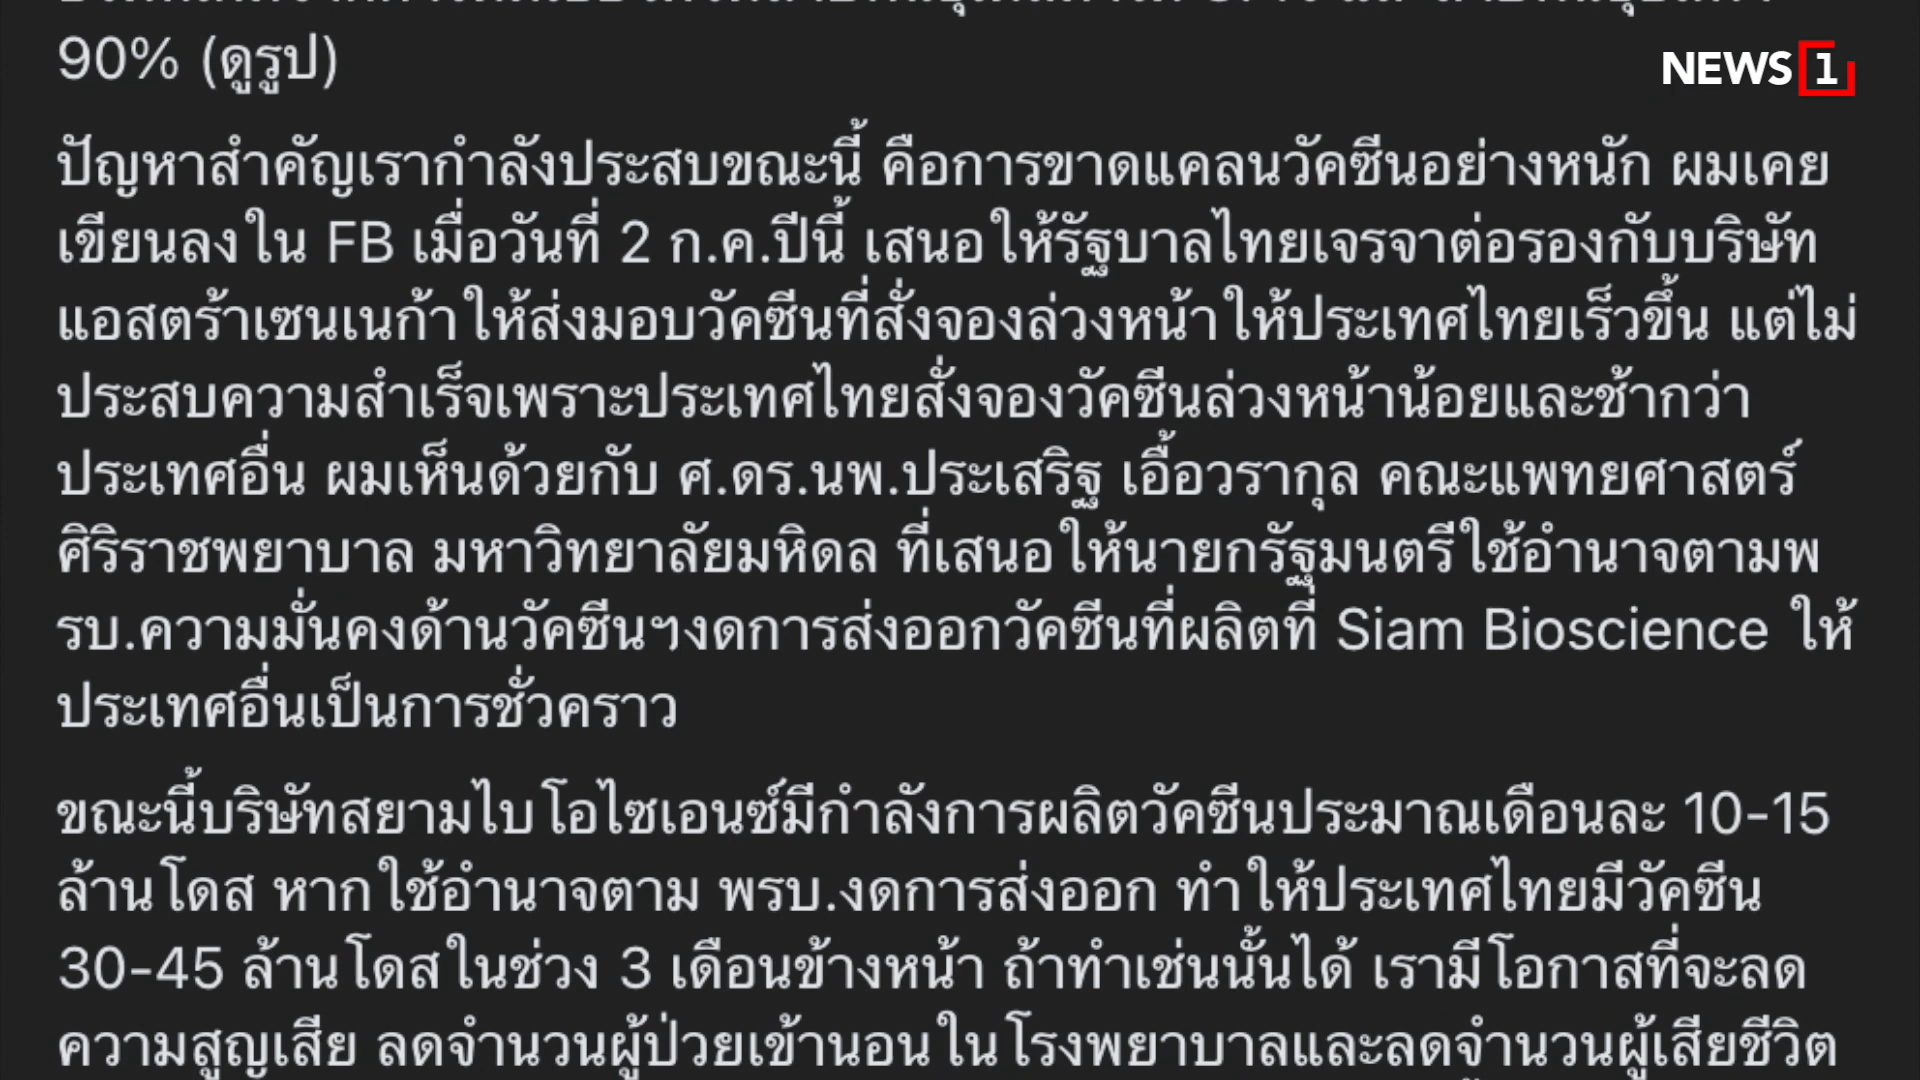 90% (ดูรูป)
NEWS 1
ปัญหาสำคัญเรากำลังประสบขณะนี้ คือการขาดแคลนวัคซีนอย่างหนัก ผมเคย
เขียนลงใน FB เมื่อวันที่ 2 ก.ค.ปีนี้ เสนอให้รัฐบาลไทยเจรจาต่อรองกับบริษัท
แอสตร้าเซนเนก้าให้ส่งมอบวัคซีนที่สั่งจองล่วงหน้าให้ประเทศไทยเร็วขึ้น แต่ไม่
ประสบความสำเร็จเพราะประเทศไทยสั่งจองวัคซีนล่วงหน้าน้อยและช้ากว่า
ประเทศอื่น ผมเห็นด้วยกับ ศ.ดร.นพ.ประเสริฐ เอื้อวรากุล คณะแพทยศาสตร์
ศิริราชพยาบาล มหาวิทยาลัยมหิดล ที่เสนอให้นายกรัฐมนตรีใช้อำนาจตามพ
รบ.ความมั่นคงด้านวัคซีนฯงดการส่งออกวัคซีนที่ผลิตที่ Siam Bioscience ให้
ประเทศอื่นเป็นการชั่วคราว
ขณะนี้บริษัทสยามไบโอไซเอนซ์มีกำลังการผลิตวัคซีนประมาณเดือนละ 10-15
ล้านโดส หากใช้อำนาจตาม พรบ.งดการส่งออก ทำให้ประเทศไทยมีวัคซีน
30-45 ล้านโดสในช่วง 3 เดือนข้างหน้า ถ้าทำเช่นนั้นได้ เรามีโอกาสที่จะลด
ความสูญเสีย ลดจำนวนผู้ป่วยเข้านอนในโรงพยาบาลและลดจำนวนผู้เสียชีวิต